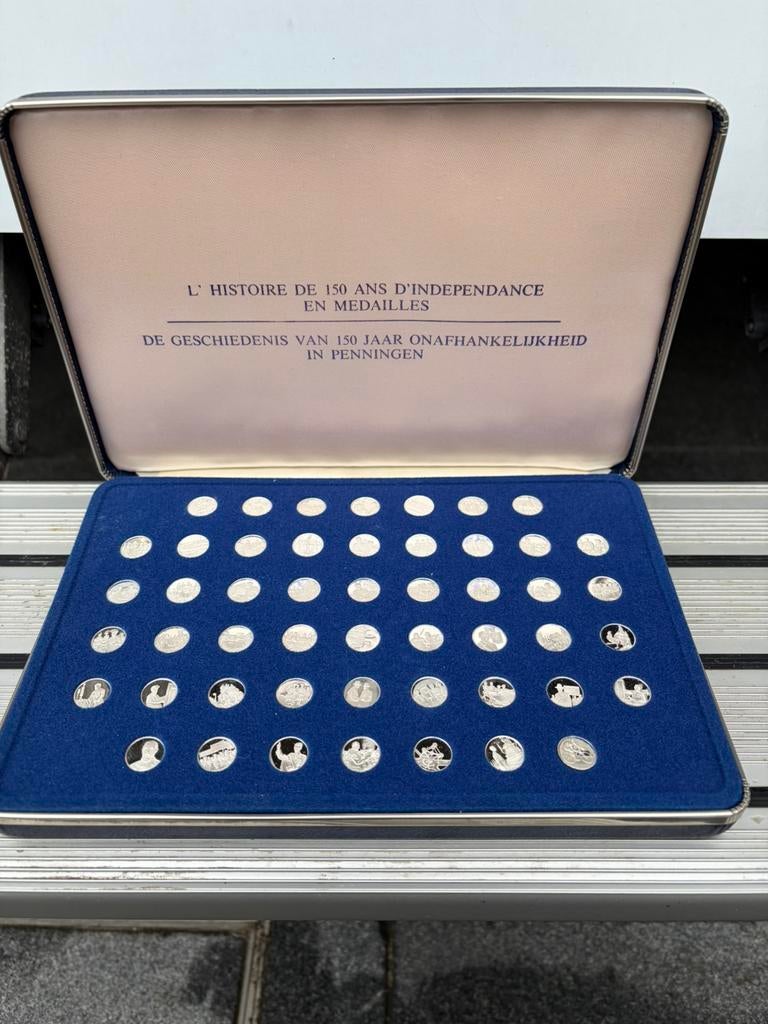 L' HISTOIRE DE 150 ANS D'INDEPENDANCE
EN MEDAILLES
DE GESCHIEDENIS VAN 150 JAAR ONAFHANKELIJKHEID
IN PENNINGEN